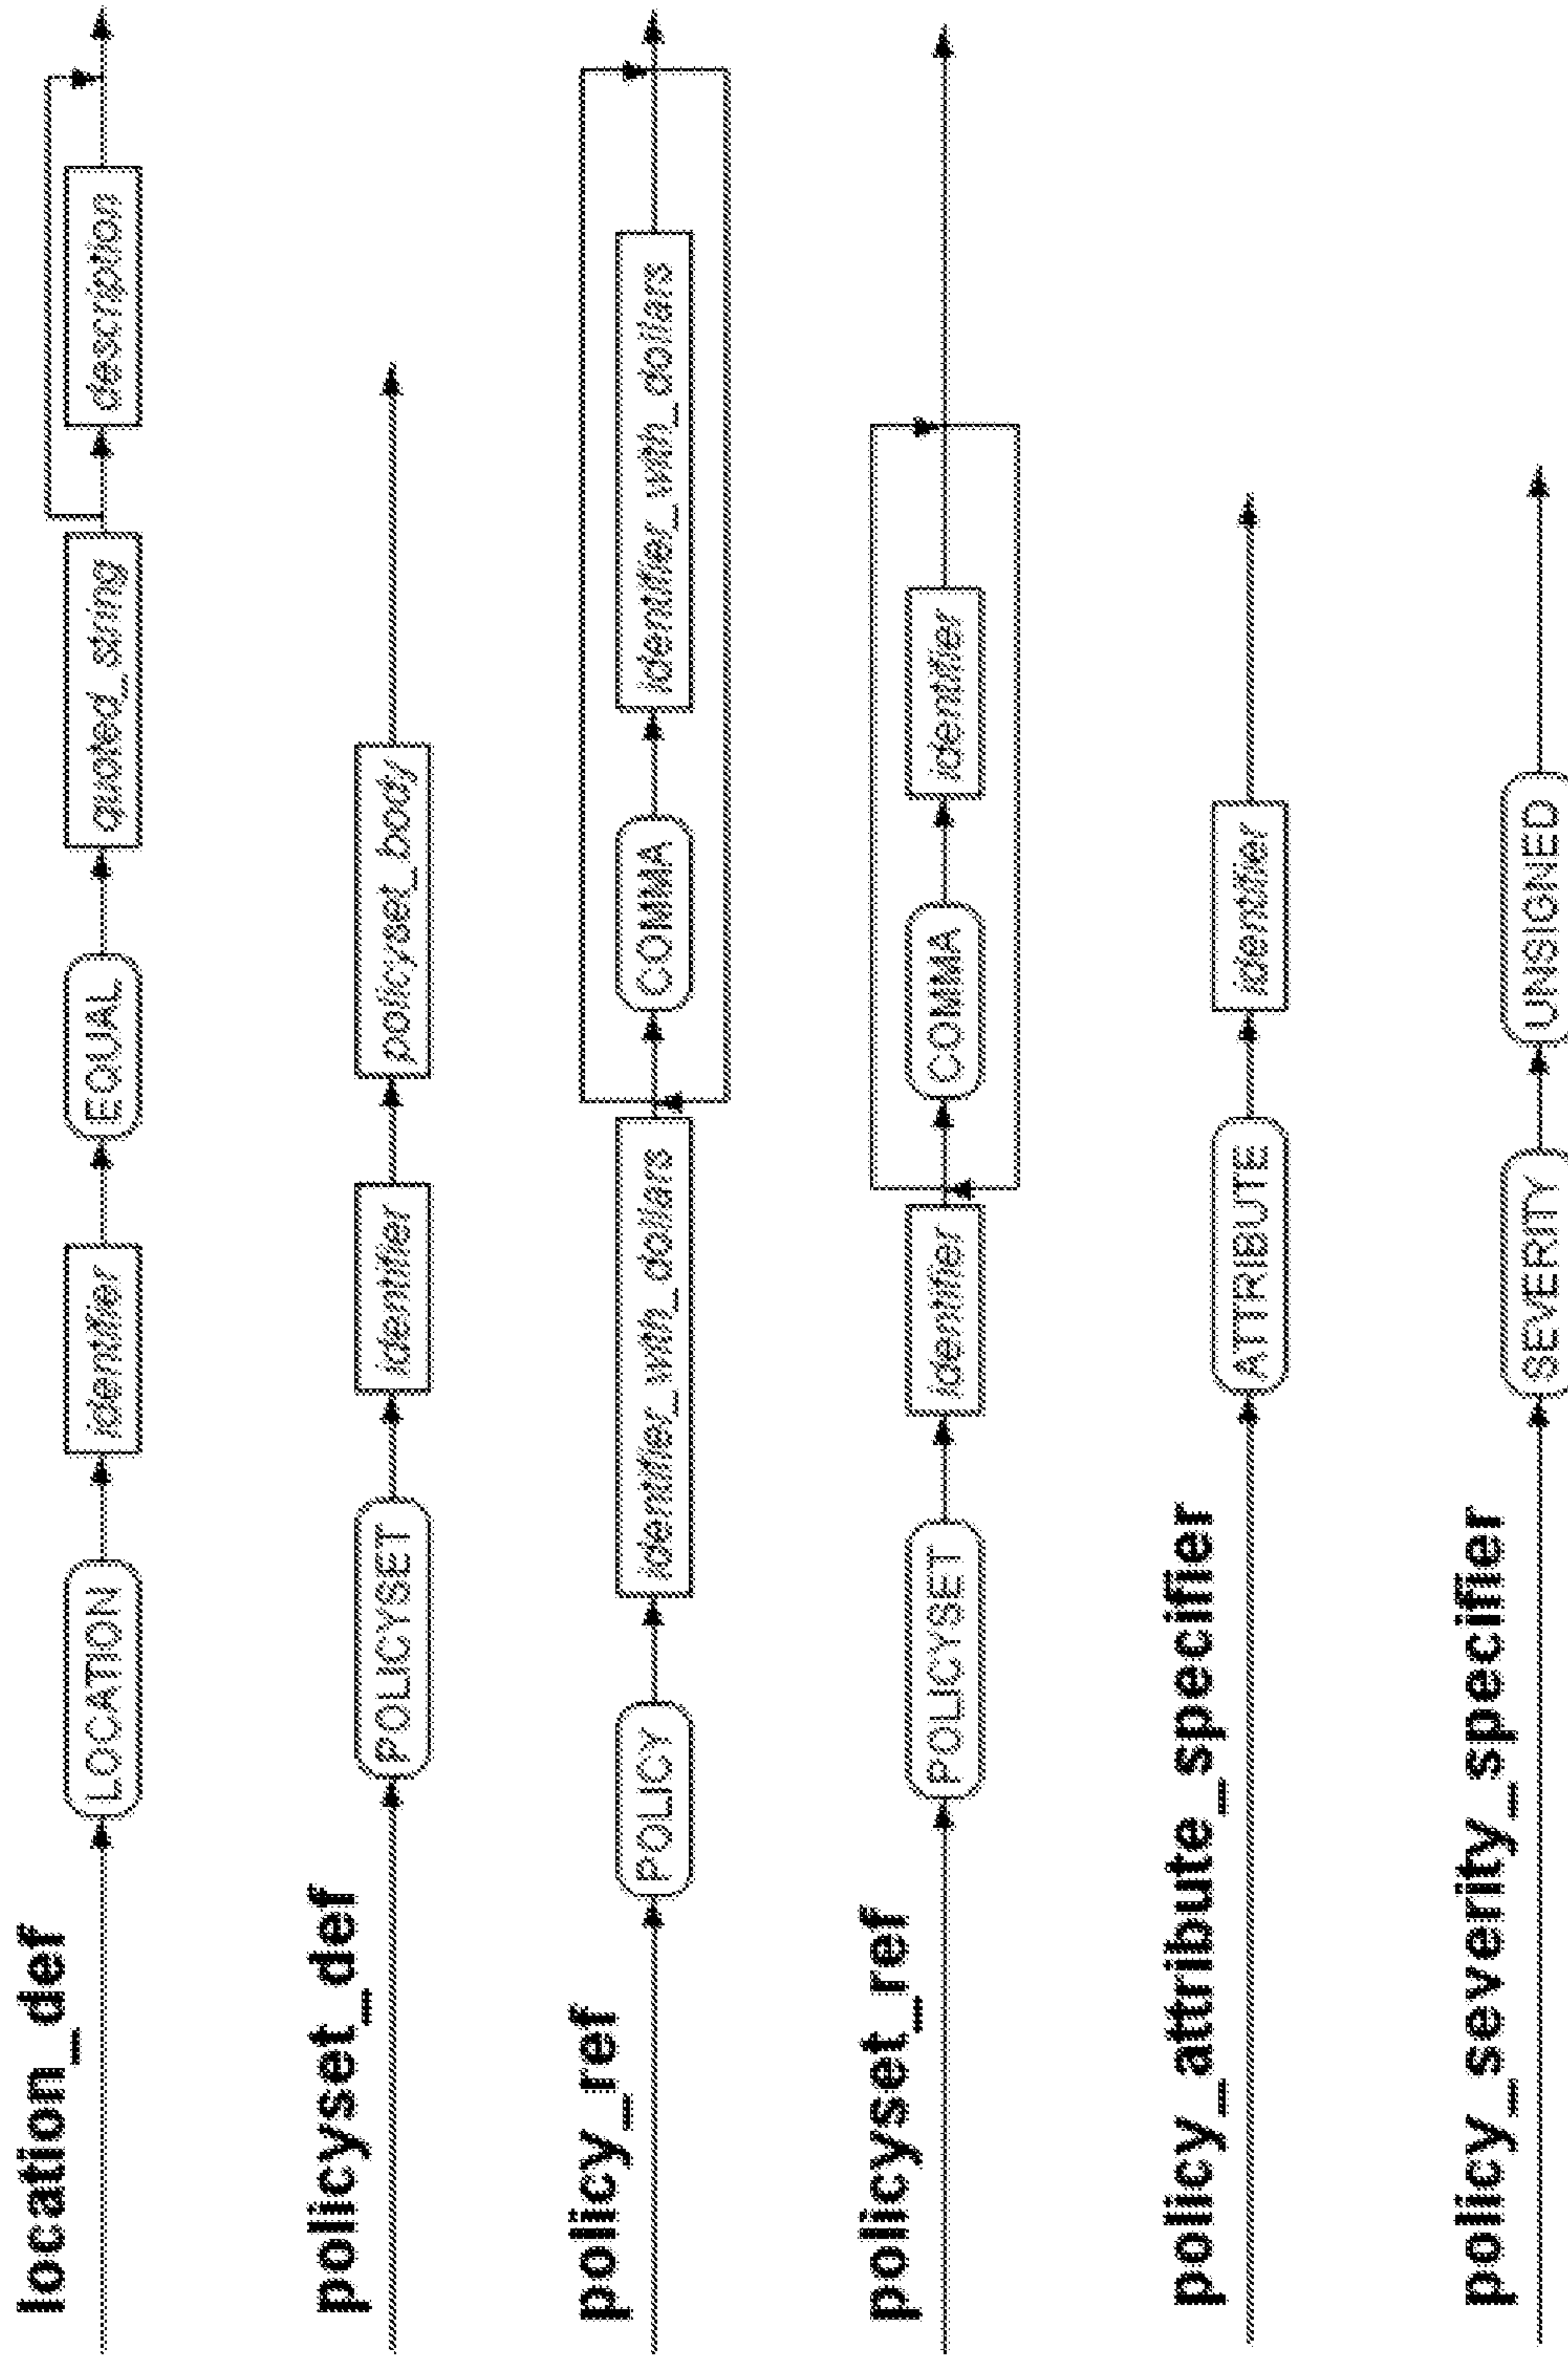 location_def
LOCATION identifier EQUAL quoted_string description
policyset_def
POLICYSET identifier policyset_body
policy_ref
POLICY identifier_with_dollars COMMA identifier_with_dollars
policyset_ref
POLICYSET identifier COMMA identifier
policy_attribute_specifier
ATTRIBUTE identifier
policy_severity_specifier
SEVERITY UNSIGNED